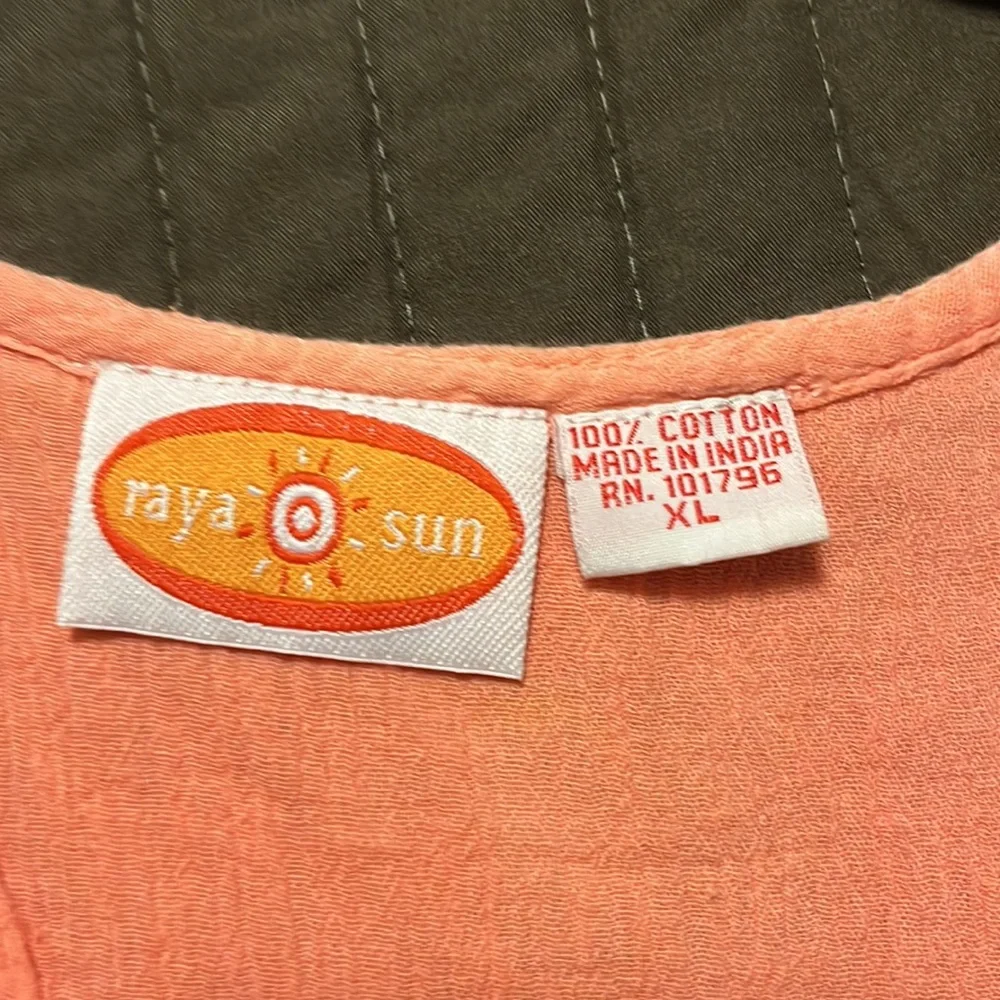 raya sun
100% COTTON
MADE IN INDIA
RN. 101796
XL